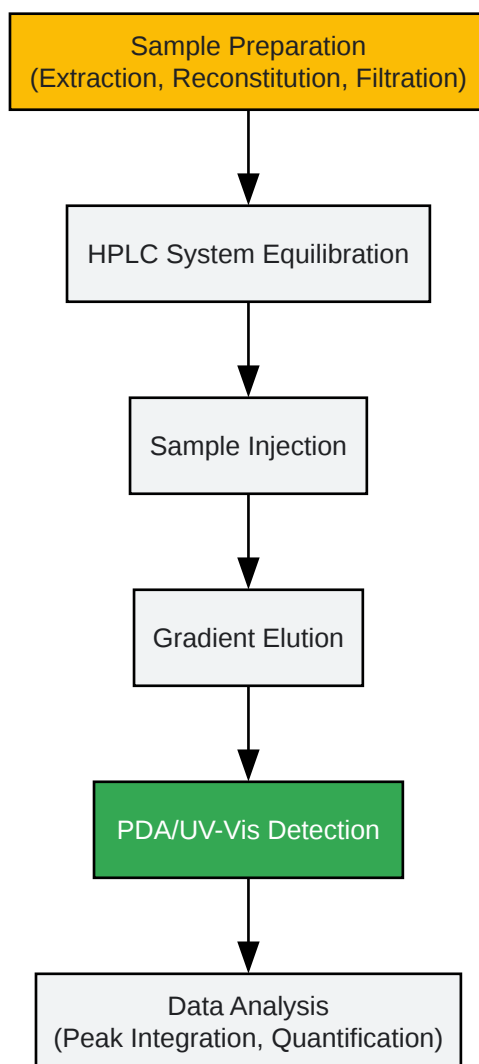 Sample Preparation
(Extraction, Reconstitution, Filtration)
HPLC System Equilibration
Sample Injection
Gradient Elution
PDA/UV-Vis Detection
Data Analysis
(Peak Integration, Quantification)